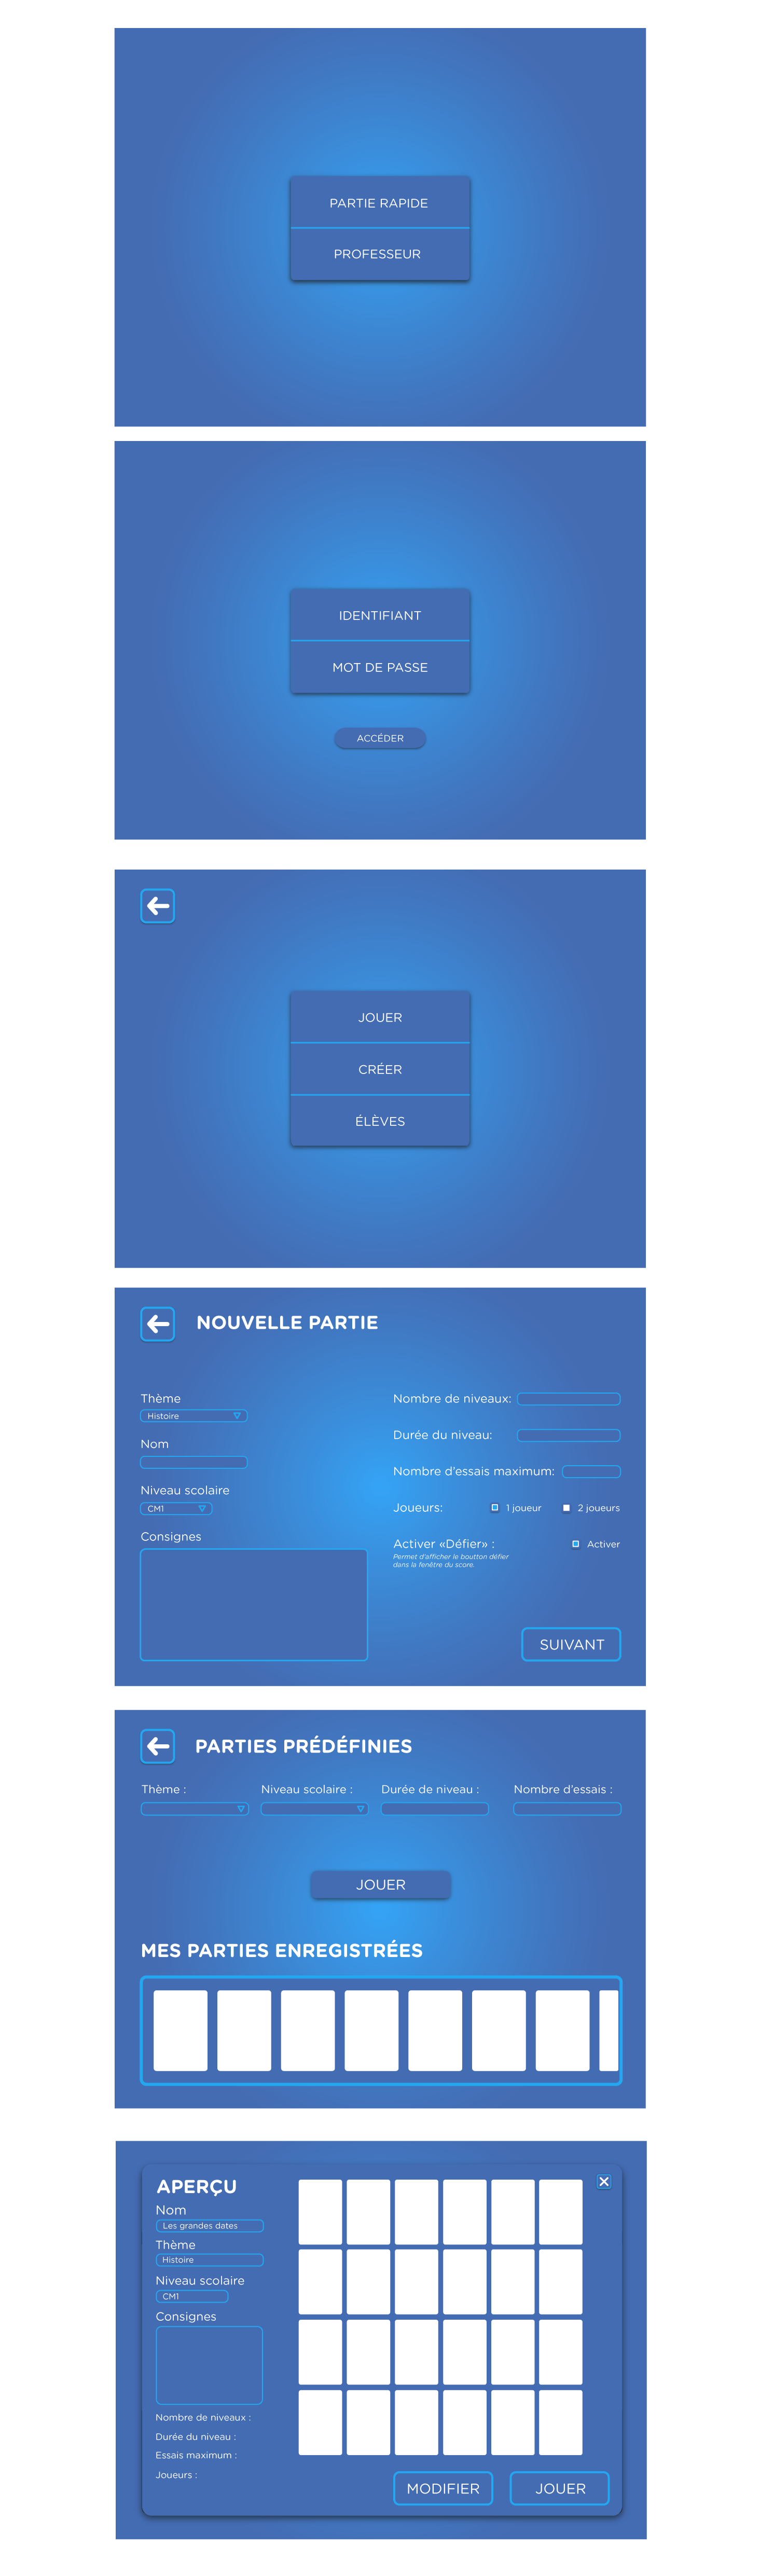 PARTIE RAPIDE
PROFESSEUR
IDENTIFIANT
MOT DE PASSE
ACCÉDER
JOUER
CRÉER
ÉLÈVES
NOUVELLE PARTIE
Thème
Histoire
Nom
Niveau scolaire
CM1
Consignes
Nombre de niveaux:
Durée du niveau:
Nombre d'essais maximum:
Joueurs: 1 joueur 2 joueurs
Activer «Défier» : Activer
Permet d'afficher le boutton défier
dans la fenêtre du score.
SUIVANT
PARTIES PRÉDÉFINIES
Thème : Niveau scolaire : Durée de niveau : Nombre d'essais :
JOUER
MES PARTIES ENREGISTRÉES
APERÇU
Nom
Les grandes dates
Thème
Histoire
Niveau scolaire
CM1
Consignes
Nombre de niveaux :
Durée du niveau :
Essais maximum :
Joueurs :
MODIFIER JOUER